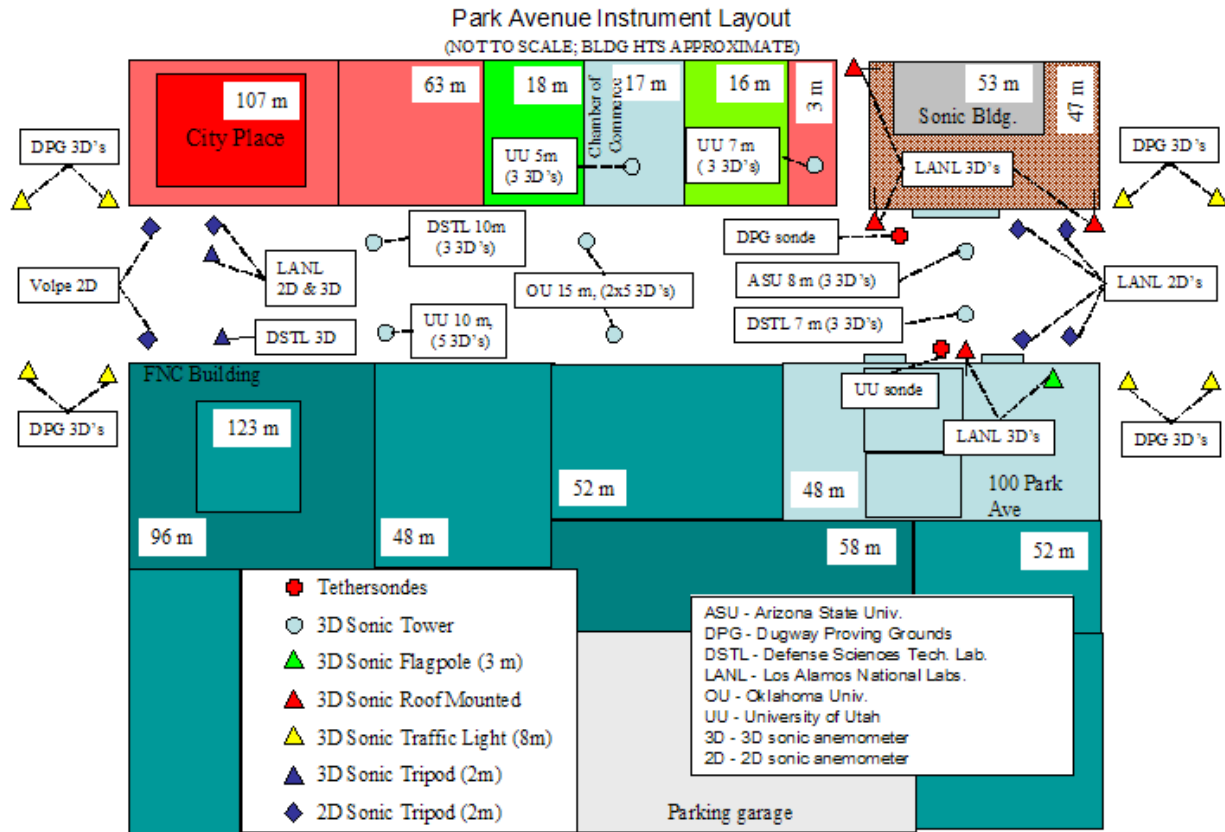 Park Avenue Instrument Layout
(NOT TO SCALE; BLDG HTS APPROXIMATE)
107 m
City Place
63 m
18 m
Chamber of
Commerce
17 m
16 m
3 m
53 m
Sonic Bldg.
47 m
DPG 3D's
UU 5m
(3 3D's)
UU 7 m
( 3 3D's)
LANL 3D's
DPG 3D's
Volpe 2D
LANL
2D & 3D
DSTL 10m
(3 3D's)
OU 15 m, (2x5 3D's)
DPG sonde
ASU 8 m (3 3D's)
DSTL 7 m (3 3D's)
LANL 2D's
DSTL 3D
UU 10 m,
(5 3D's)
DPG 3D's
FNC Building
123 m
96 m
48 m
52 m
UU sonde
LANL 3D's
48 m
100 Park
Ave
DPG 3D's
58 m
52 m
Tethersondes
3D Sonic Tower
3D Sonic Flagpole (3 m)
3D Sonic Roof Mounted
3D Sonic Traffic Light (8m)
3D Sonic Tripod (2m)
2D Sonic Tripod (2m)
ASU - Arizona State Univ.
DPG - Dugway Proving Grounds
DSTL - Defense Sciences Tech. Lab.
LANL - Los Alamos National Labs.
OU - Oklahoma Univ.
UU - University of Utah
3D - 3D sonic anemometer
2D - 2D sonic anemometer
Parking garage